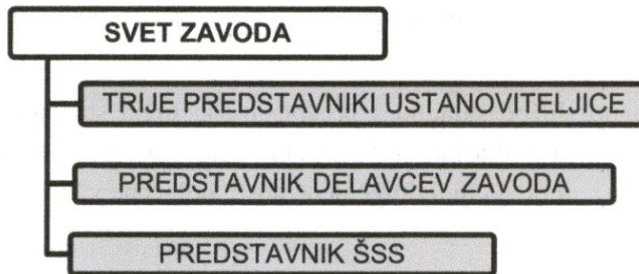 SVET ZAVODA
TRIJE PREDSTAVNIKI USTANOVITELJICE
PREDSTAVNIK DELAVCEV ZAVODA
PREDSTAVNIK ŠSS